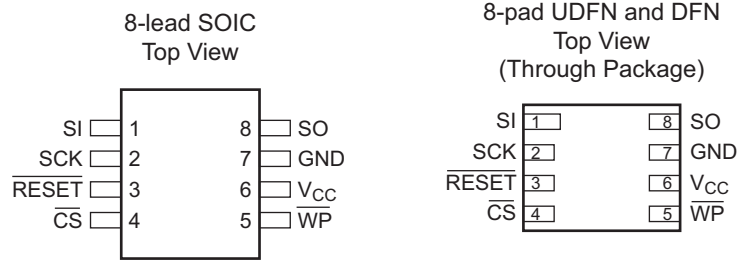 8-lead SOIC
Top View
SI 1 8 SO
SCK 2 7 GND
RESET 3 6 VCC
CS 4 5 WP
8-pad UDFN and DFN
Top View
(Through Package)
SI 1 8 SO
SCK 2 7 GND
RESET 3 6 VCC
CS 4 5 WP